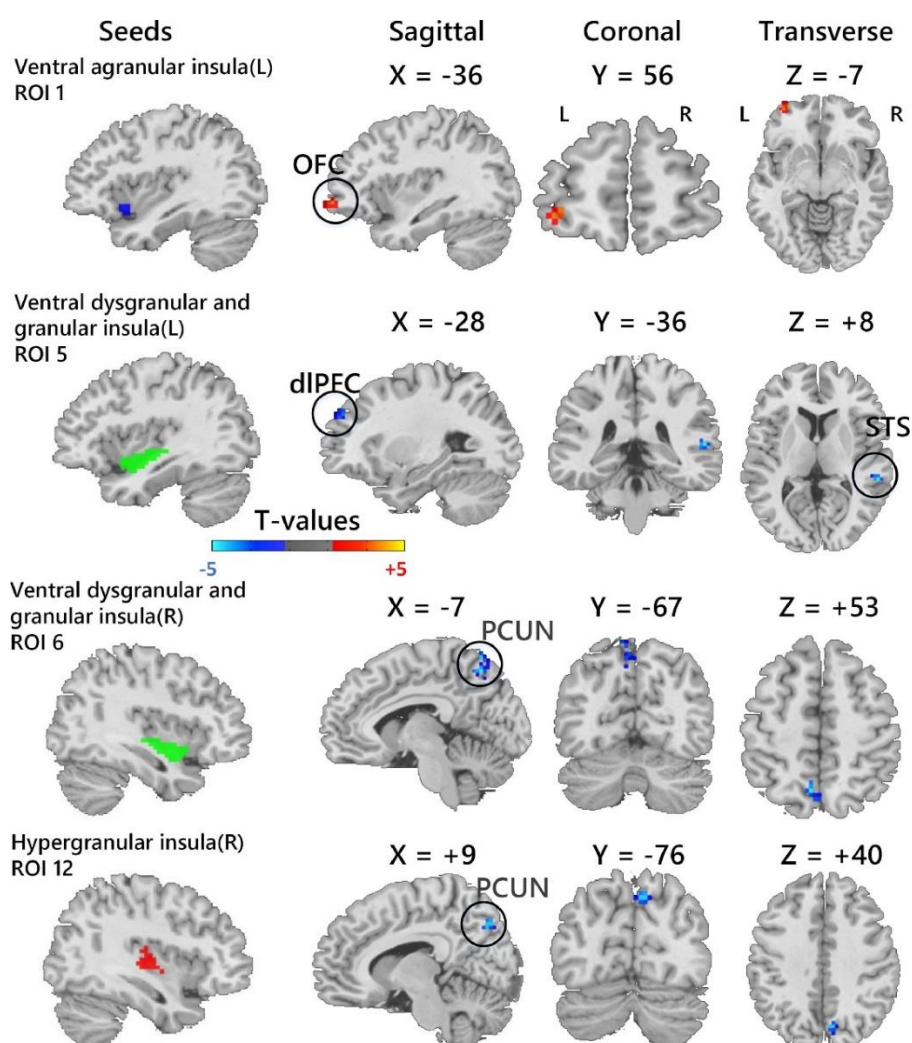 Seeds Sagittal Coronal Transverse
Ventral agranular insula(L)
ROI 1
X = -36 Y = 56 Z = -7
L R L R
OFC
Ventral dysgranular and
granular insula(L)
ROI 5
X = -28 Y = -36 Z = +8
dlPFC
STS
T-values
-5 +5
Ventral dysgranular and
granular insula(R)
ROI 6
X = -7 Y = -67 Z = +53
PCUN
Hypergranular insula(R)
ROI 12
X = +9 Y = -76 Z = +40
PCUN